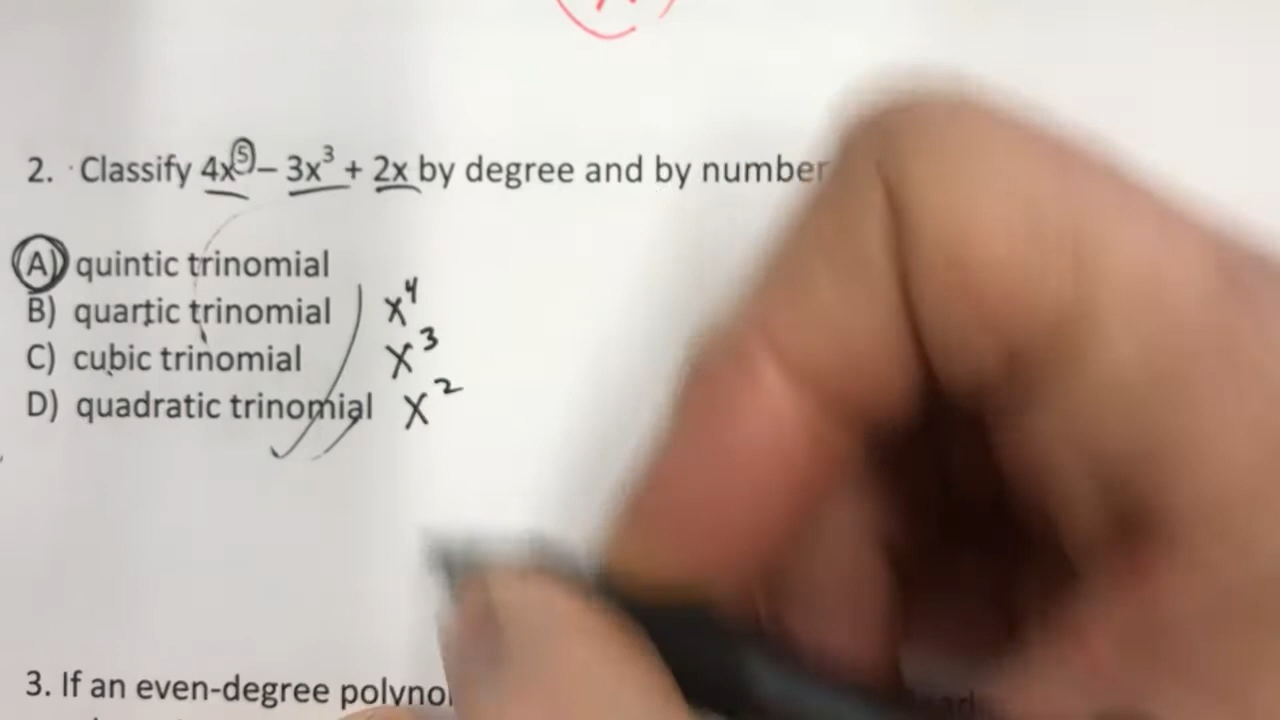 2. Classify 4x⁵ – 3x³ + 2x by degree and by number
A) quintic trinomial
B) quartic trinomial x⁴
C) cubic trinomial x³
D) quadratic trinomial x²
3. If an even-degree